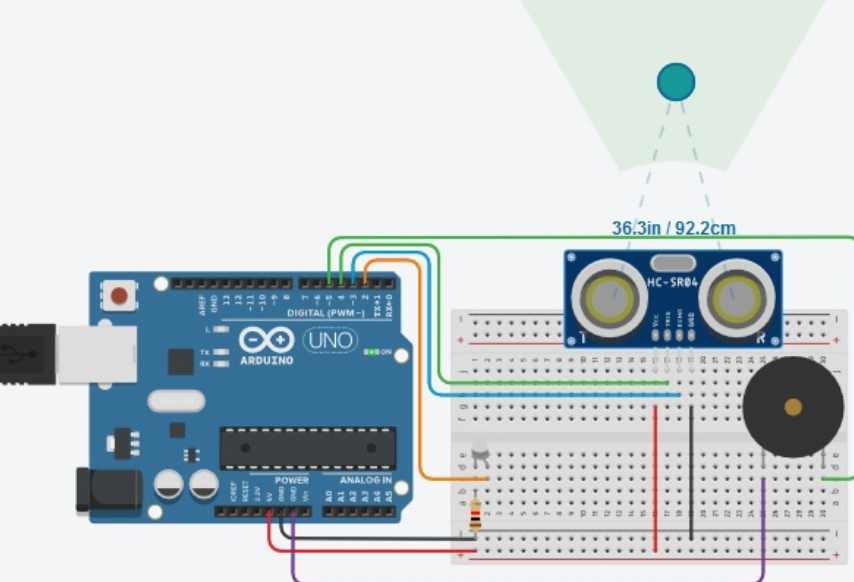 36.3in / 92.2cm
HC-SR04
VCC
TRIG
ECHO
GND
T
R
AREF
GND
13
12
~11
~10
~9
8
7
~6
~5
4
~3
2
TX→1
RX←0
DIGITAL (PWM~)
L
TX
RX
ARDUINO
UNO
ON
POWER
ANALOG IN
IOREF
RESET
3.3V
5V
GND
GND
Vin
A0
A1
A2
A3
A4
A5